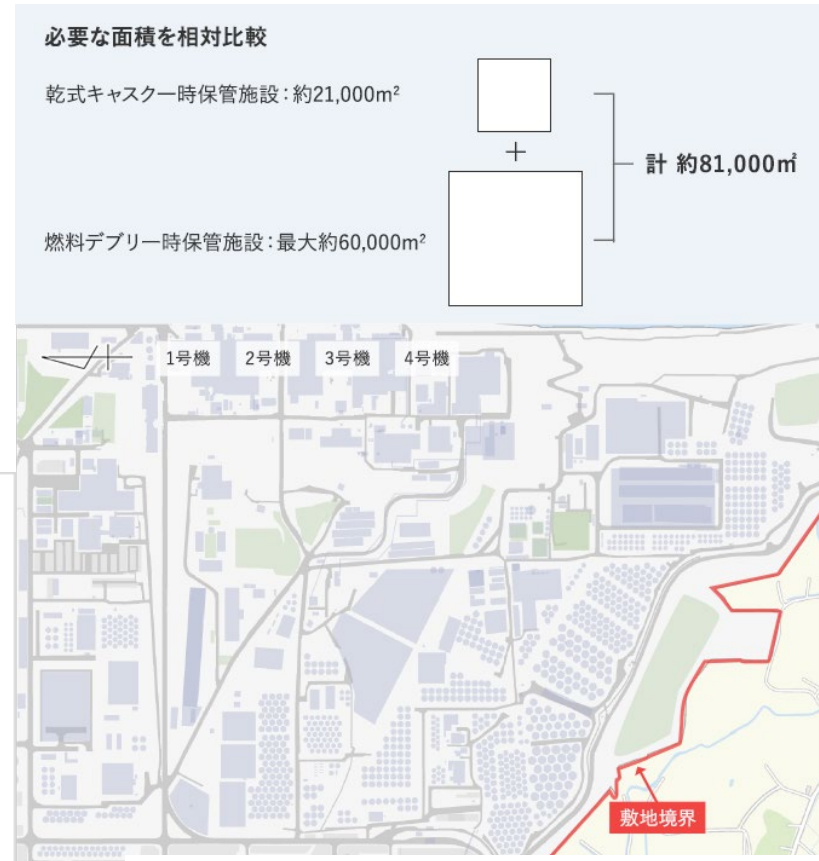 必要な面積を相対比較
乾式キャスク一時保管施設：約21,000m²
+
計 約81,000㎡
燃料デブリ一時保管施設：最大約60,000m²
1号機 2号機 3号機 4号機
敷地境界